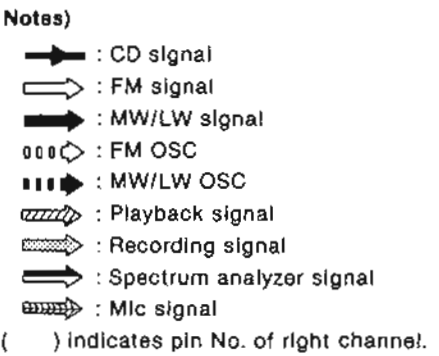 Notes)
: CD signal
: FM signal
: MW/LW signal
: FM OSC
: MW/LW OSC
: Playback signal
: Recording signal
: Spectrum analyzer signal
: Mic signal
( ) indicates pin No. of right channel.